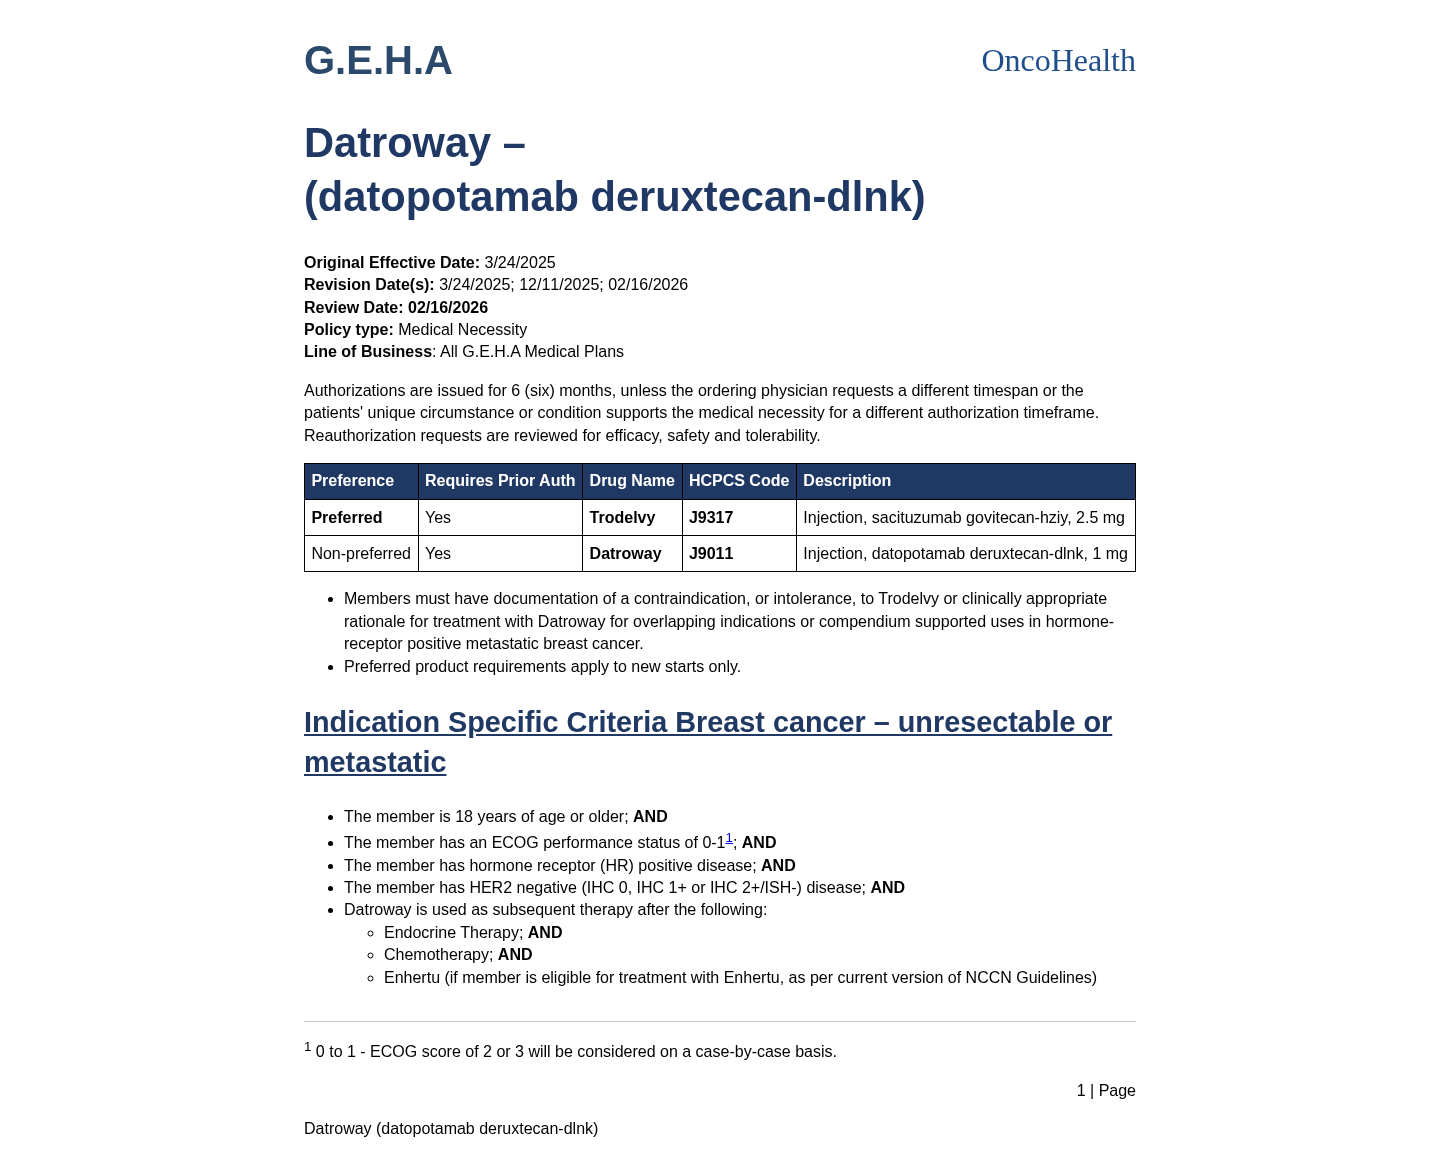 G.E.H.A
OncoHealth
Datroway –
(datopotamab deruxtecan-dlnk)
Original Effective Date: 3/24/2025
Revision Date(s): 3/24/2025; 12/11/2025; 02/16/2026
Review Date: 02/16/2026
Policy type: Medical Necessity
Line of Business: All G.E.H.A Medical Plans
Authorizations are issued for 6 (six) months, unless the ordering physician requests a different timespan or the
patients' unique circumstance or condition supports the medical necessity for a different authorization timeframe.
Reauthorization requests are reviewed for efficacy, safety and tolerability.
Preference Requires Prior Auth Drug Name HCPCS Code Description
Preferred Yes Trodelvy J9317 Injection, sacituzumab govitecan-hziy, 2.5 mg
Non-preferred Yes Datroway J9011 Injection, datopotamab deruxtecan-dlnk, 1 mg
• Members must have documentation of a contraindication, or intolerance, to Trodelvy or clinically appropriate
rationale for treatment with Datroway for overlapping indications or compendium supported uses in hormone-
receptor positive metastatic breast cancer.
• Preferred product requirements apply to new starts only.
Indication Specific Criteria Breast cancer – unresectable or
metastatic
• The member is 18 years of age or older; AND
• The member has an ECOG performance status of 0-1¹; AND
• The member has hormone receptor (HR) positive disease; AND
• The member has HER2 negative (IHC 0, IHC 1+ or IHC 2+/ISH-) disease; AND
• Datroway is used as subsequent therapy after the following:
◦ Endocrine Therapy; AND
◦ Chemotherapy; AND
◦ Enhertu (if member is eligible for treatment with Enhertu, as per current version of NCCN Guidelines)
¹ 0 to 1 - ECOG score of 2 or 3 will be considered on a case-by-case basis.
1 | Page
Datroway (datopotamab deruxtecan-dlnk)